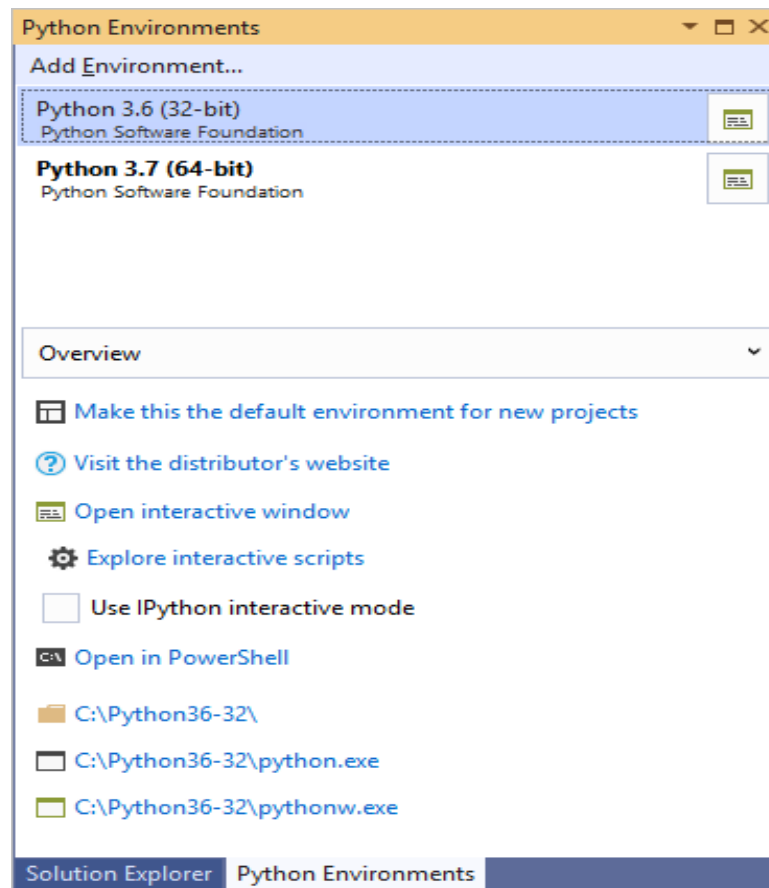 Python Environments
Add Environment...
Python 3.6 (32-bit)
Python Software Foundation
Python 3.7 (64-bit)
Python Software Foundation
Overview
Make this the default environment for new projects
Visit the distributor's website
Open interactive window
Explore interactive scripts
Use IPython interactive mode
Open in PowerShell
C:\Python36-32\
C:\Python36-32\python.exe
C:\Python36-32\pythonw.exe
Solution Explorer Python Environments